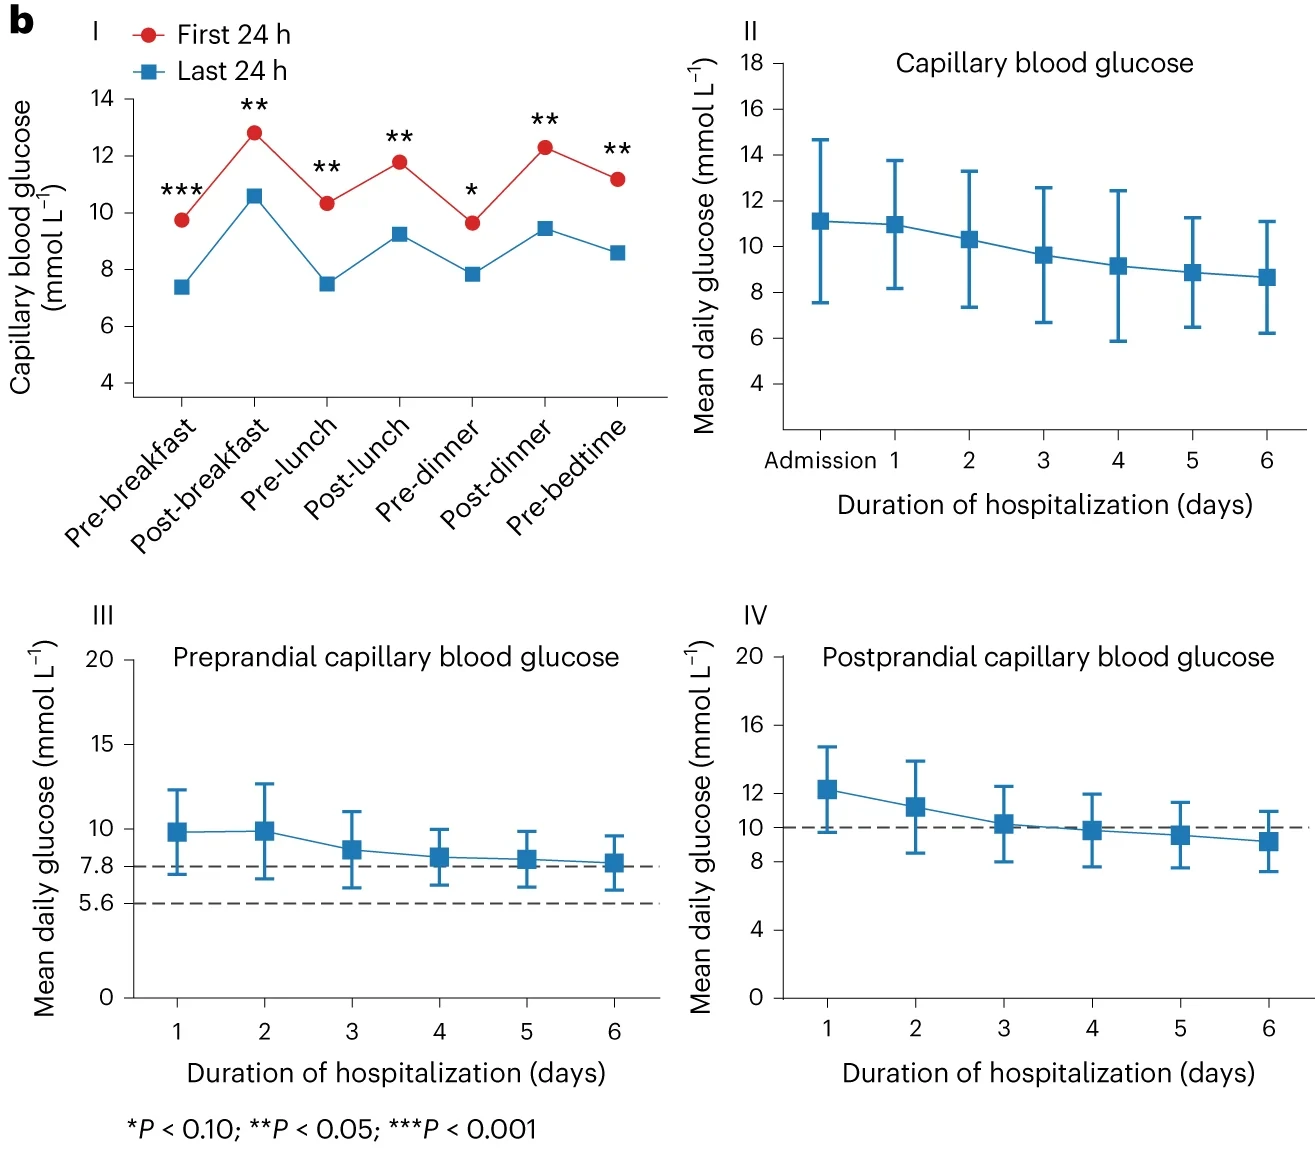 b
I
First 24 h
Last 24 h
Capillary blood glucose
(mmol L⁻¹)
14
12
10
8
6
4
***
**
**
**
*
**
**
Pre-breakfast
Post-breakfast
Pre-lunch
Post-lunch
Pre-dinner
Post-dinner
Pre-bedtime
II
Capillary blood glucose
Mean daily glucose (mmol L⁻¹)
18
16
14
12
10
8
6
4
Admission 1 2 3 4 5 6
Duration of hospitalization (days)
III
Preprandial capillary blood glucose
Mean daily glucose (mmol L⁻¹)
20
15
10
7.8
5.6
0
1 2 3 4 5 6
Duration of hospitalization (days)
IV
Postprandial capillary blood glucose
Mean daily glucose (mmol L⁻¹)
20
16
12
10
8
4
0
1 2 3 4 5 6
Duration of hospitalization (days)
*P < 0.10; **P < 0.05; ***P < 0.001